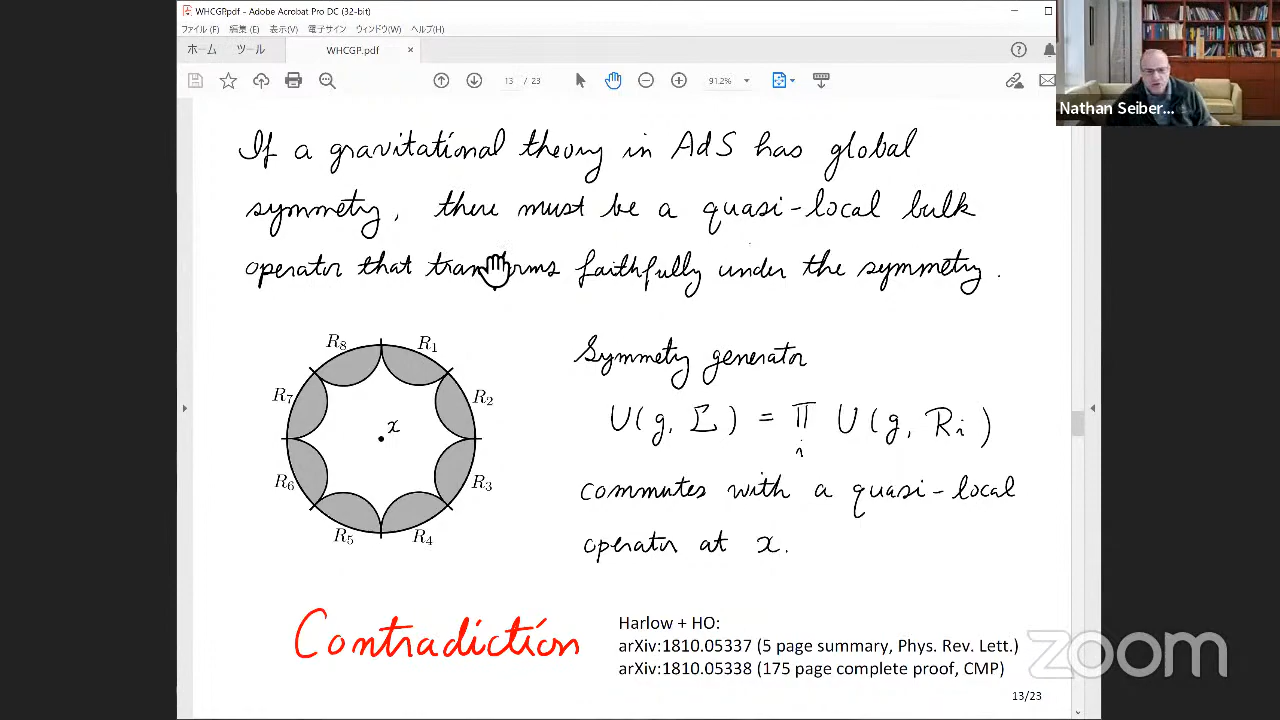 WHCGP.pdf - Adobe Acrobat Pro DC (32-bit)
ファイル(F) 編集(E) 表示(V) 電子サイン ウィンドウ(W) ヘルプ(H)
ホーム ツール WHCGP.pdf ×
13 / 23 91.2%
Nathan Seiber...
If a gravitational theory in AdS has global
symmetry, there must be a quasi-local bulk
operator that transforms faithfully under the symmetry.
R8 R1
R7 R2
x
R6 R3
R5 R4
Symmetry generator
U(g, Σ) = Π U(g, Ri)
i
commutes with a quasi-local
operator at x.
Contradiction
Harlow + HO:
arXiv:1810.05337 (5 page summary, Phys. Rev. Lett.)
arXiv:1810.05338 (175 page complete proof, CMP)
zoom
13/23